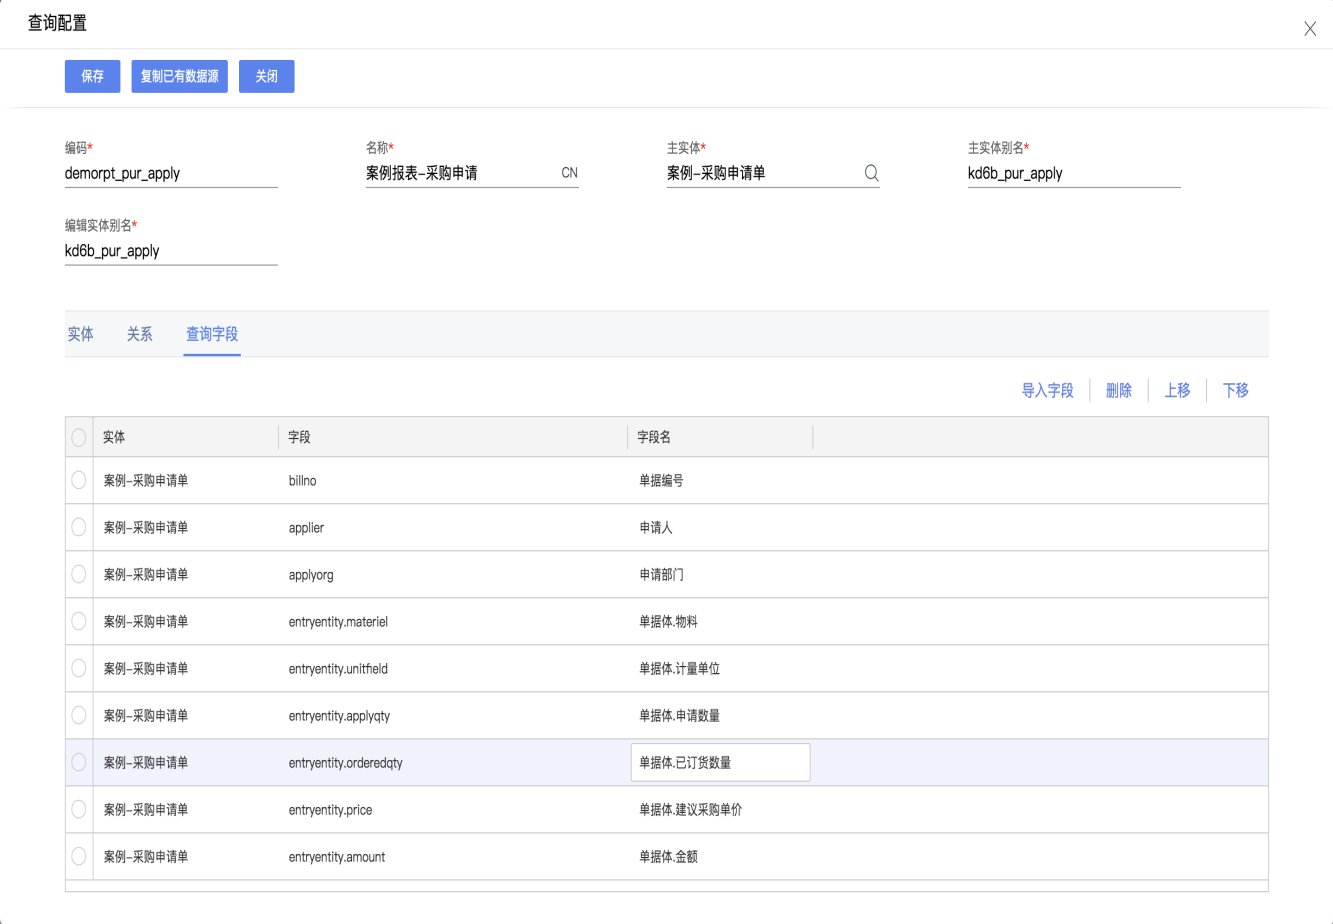 查询配置
保存 复制已有数据源 关闭
编码* 名称* 主实体* 主实体别名*
demorpt_pur_apply 案例报表-采购申请 CN 案例-采购申请单 kd6b_pur_apply
编辑实体别名*
kd6b_pur_apply
实体 关系 查询字段
导入字段 删除 上移 下移
实体 字段 字段名
案例-采购申请单 billno 单据编号
案例-采购申请单 applier 申请人
案例-采购申请单 applyorg 申请部门
案例-采购申请单 entryentity.materiel 单据体.物料
案例-采购申请单 entryentity.unitfield 单据体.计量单位
案例-采购申请单 entryentity.applyqty 单据体.申请数量
案例-采购申请单 entryentity.orderedqty 单据体.已订货数量
案例-采购申请单 entryentity.price 单据体.建议采购单价
案例-采购申请单 entryentity.amount 单据体.金额